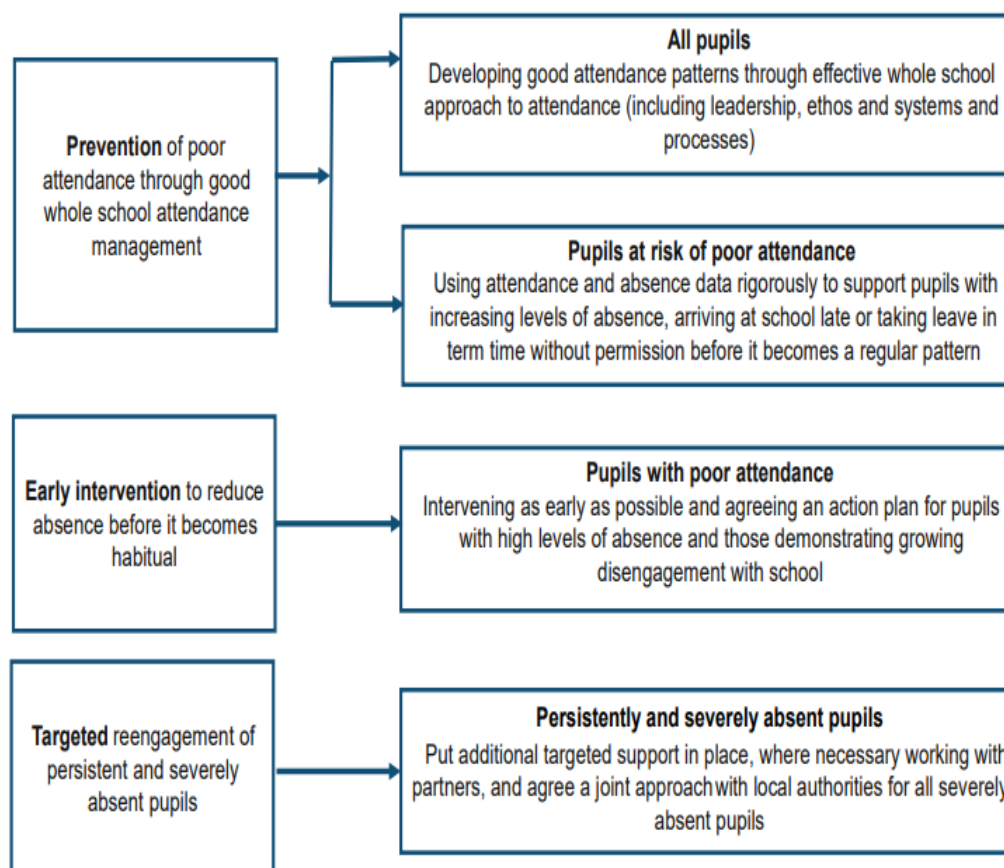 Prevention of poor
attendance through good
whole school attendance
management
All pupils
Developing good attendance patterns through effective whole school
approach to attendance (including leadership, ethos and systems and
processes)
Pupils at risk of poor attendance
Using attendance and absence data rigorously to support pupils with
increasing levels of absence, arriving at school late or taking leave in
term time without permission before it becomes a regular pattern
Early intervention to reduce
absence before it becomes
habitual
Pupils with poor attendance
Intervening as early as possible and agreeing an action plan for pupils
with high levels of absence and those demonstrating growing
disengagement with school
Targeted reengagement of
persistent and severely
absent pupils
Persistently and severely absent pupils
Put additional targeted support in place, where necessary working with
partners, and agree a joint approach with local authorities for all severely
absent pupils